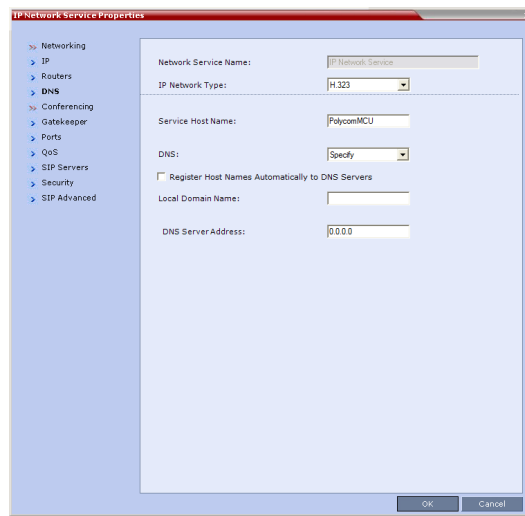 IP Network Service Properties
Networking
IP
Routers
DNS
Conferencing
Gatekeeper
Ports
QoS
SIP Servers
Security
SIP Advanced
Network Service Name: IP Network Service
IP Network Type: H.323
Service Host Name: PolycomMCU
DNS: Specify
Register Host Names Automatically to DNS Servers
Local Domain Name:
DNS Server Address: 0.0.0.0
OK Cancel